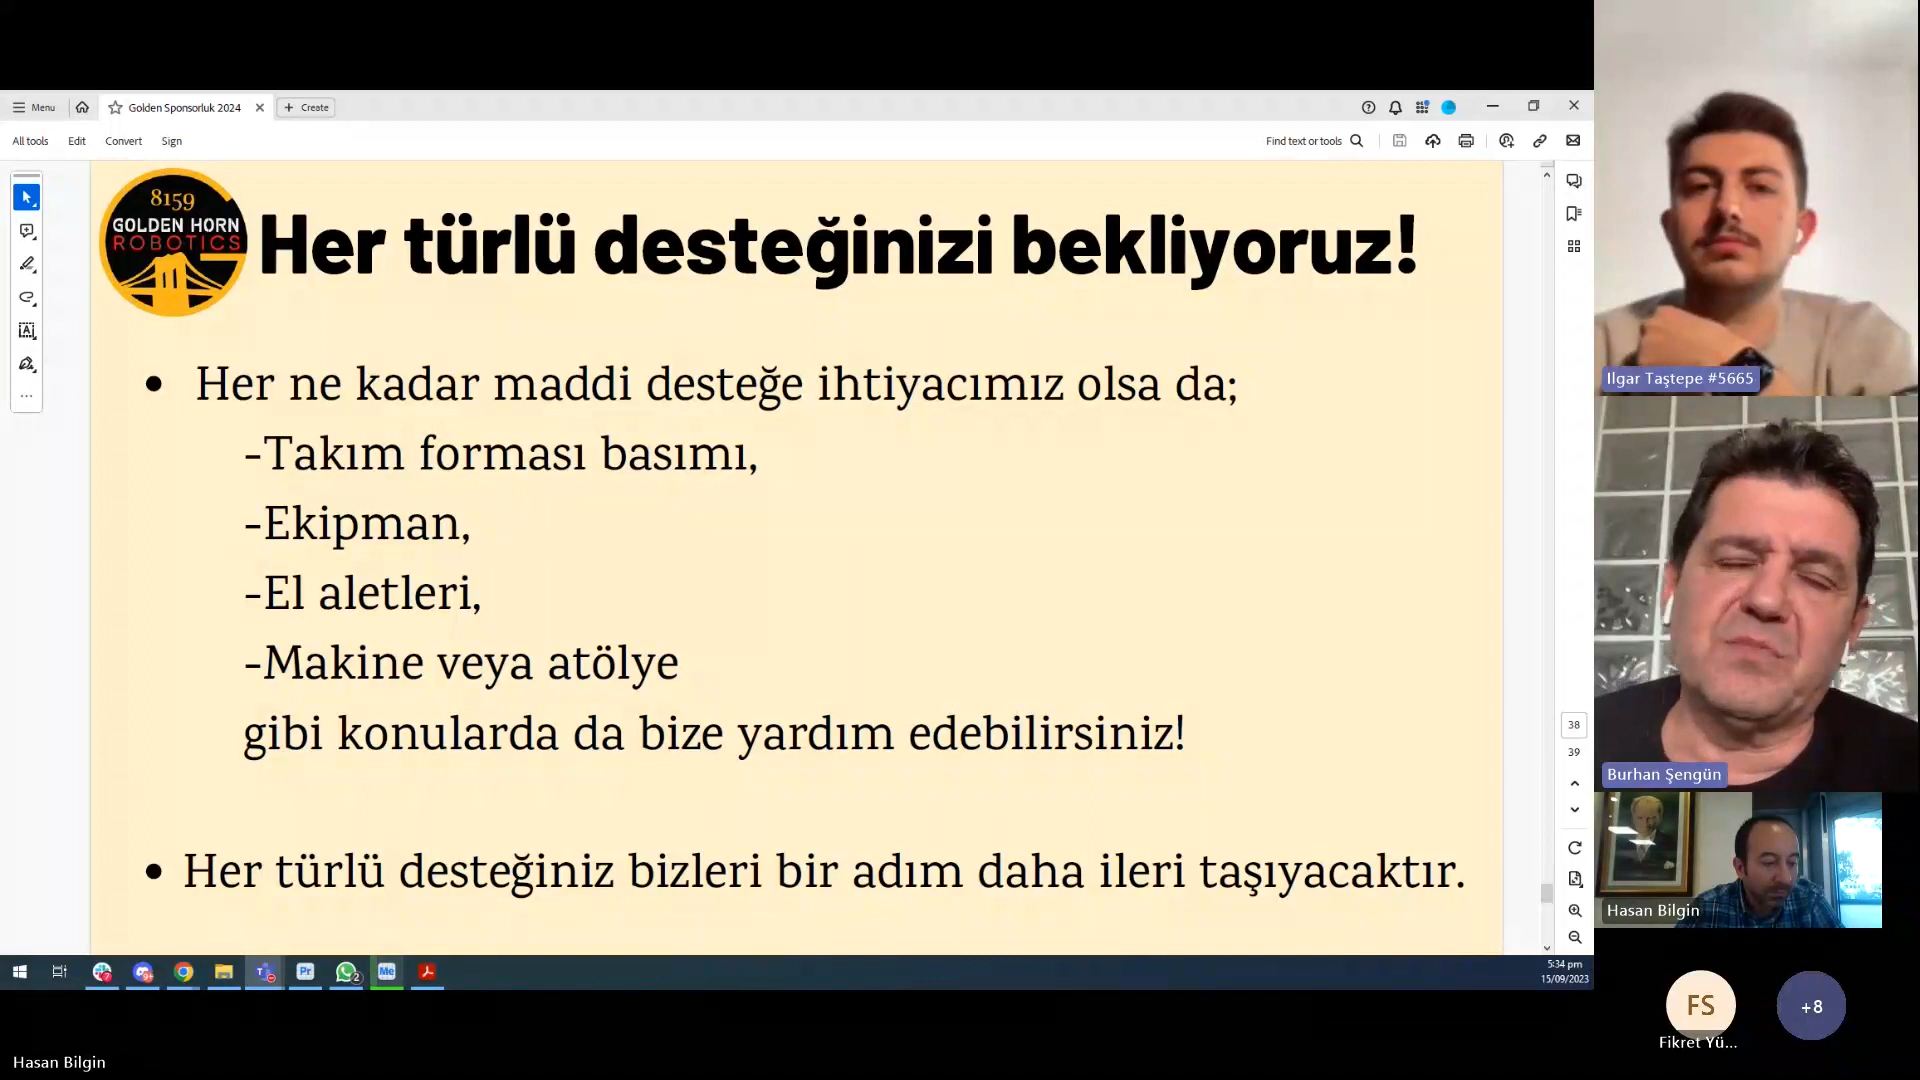 Menu
Golden Sponsorluk 2024
Create
All tools
Edit
Convert
Sign
Find text or tools
8159
GOLDEN HORN
ROBOTICS
Her türlü desteğinizi bekliyoruz!
• Her ne kadar maddi desteğe ihtiyacımız olsa da;
-Takım forması basımı,
-Ekipman,
-El aletleri,
-Makine veya atölye
gibi konularda da bize yardım edebilirsiniz!
• Her türlü desteğiniz bizleri bir adım daha ileri taşıyacaktır.
38
39
5:34 pm
15/09/2023
Pr
2
Me
Ilgar Taştepe #5665
Burhan Şengün
Hasan Bilgin
FS
+8
Fikret Yü...
Hasan Bilgin